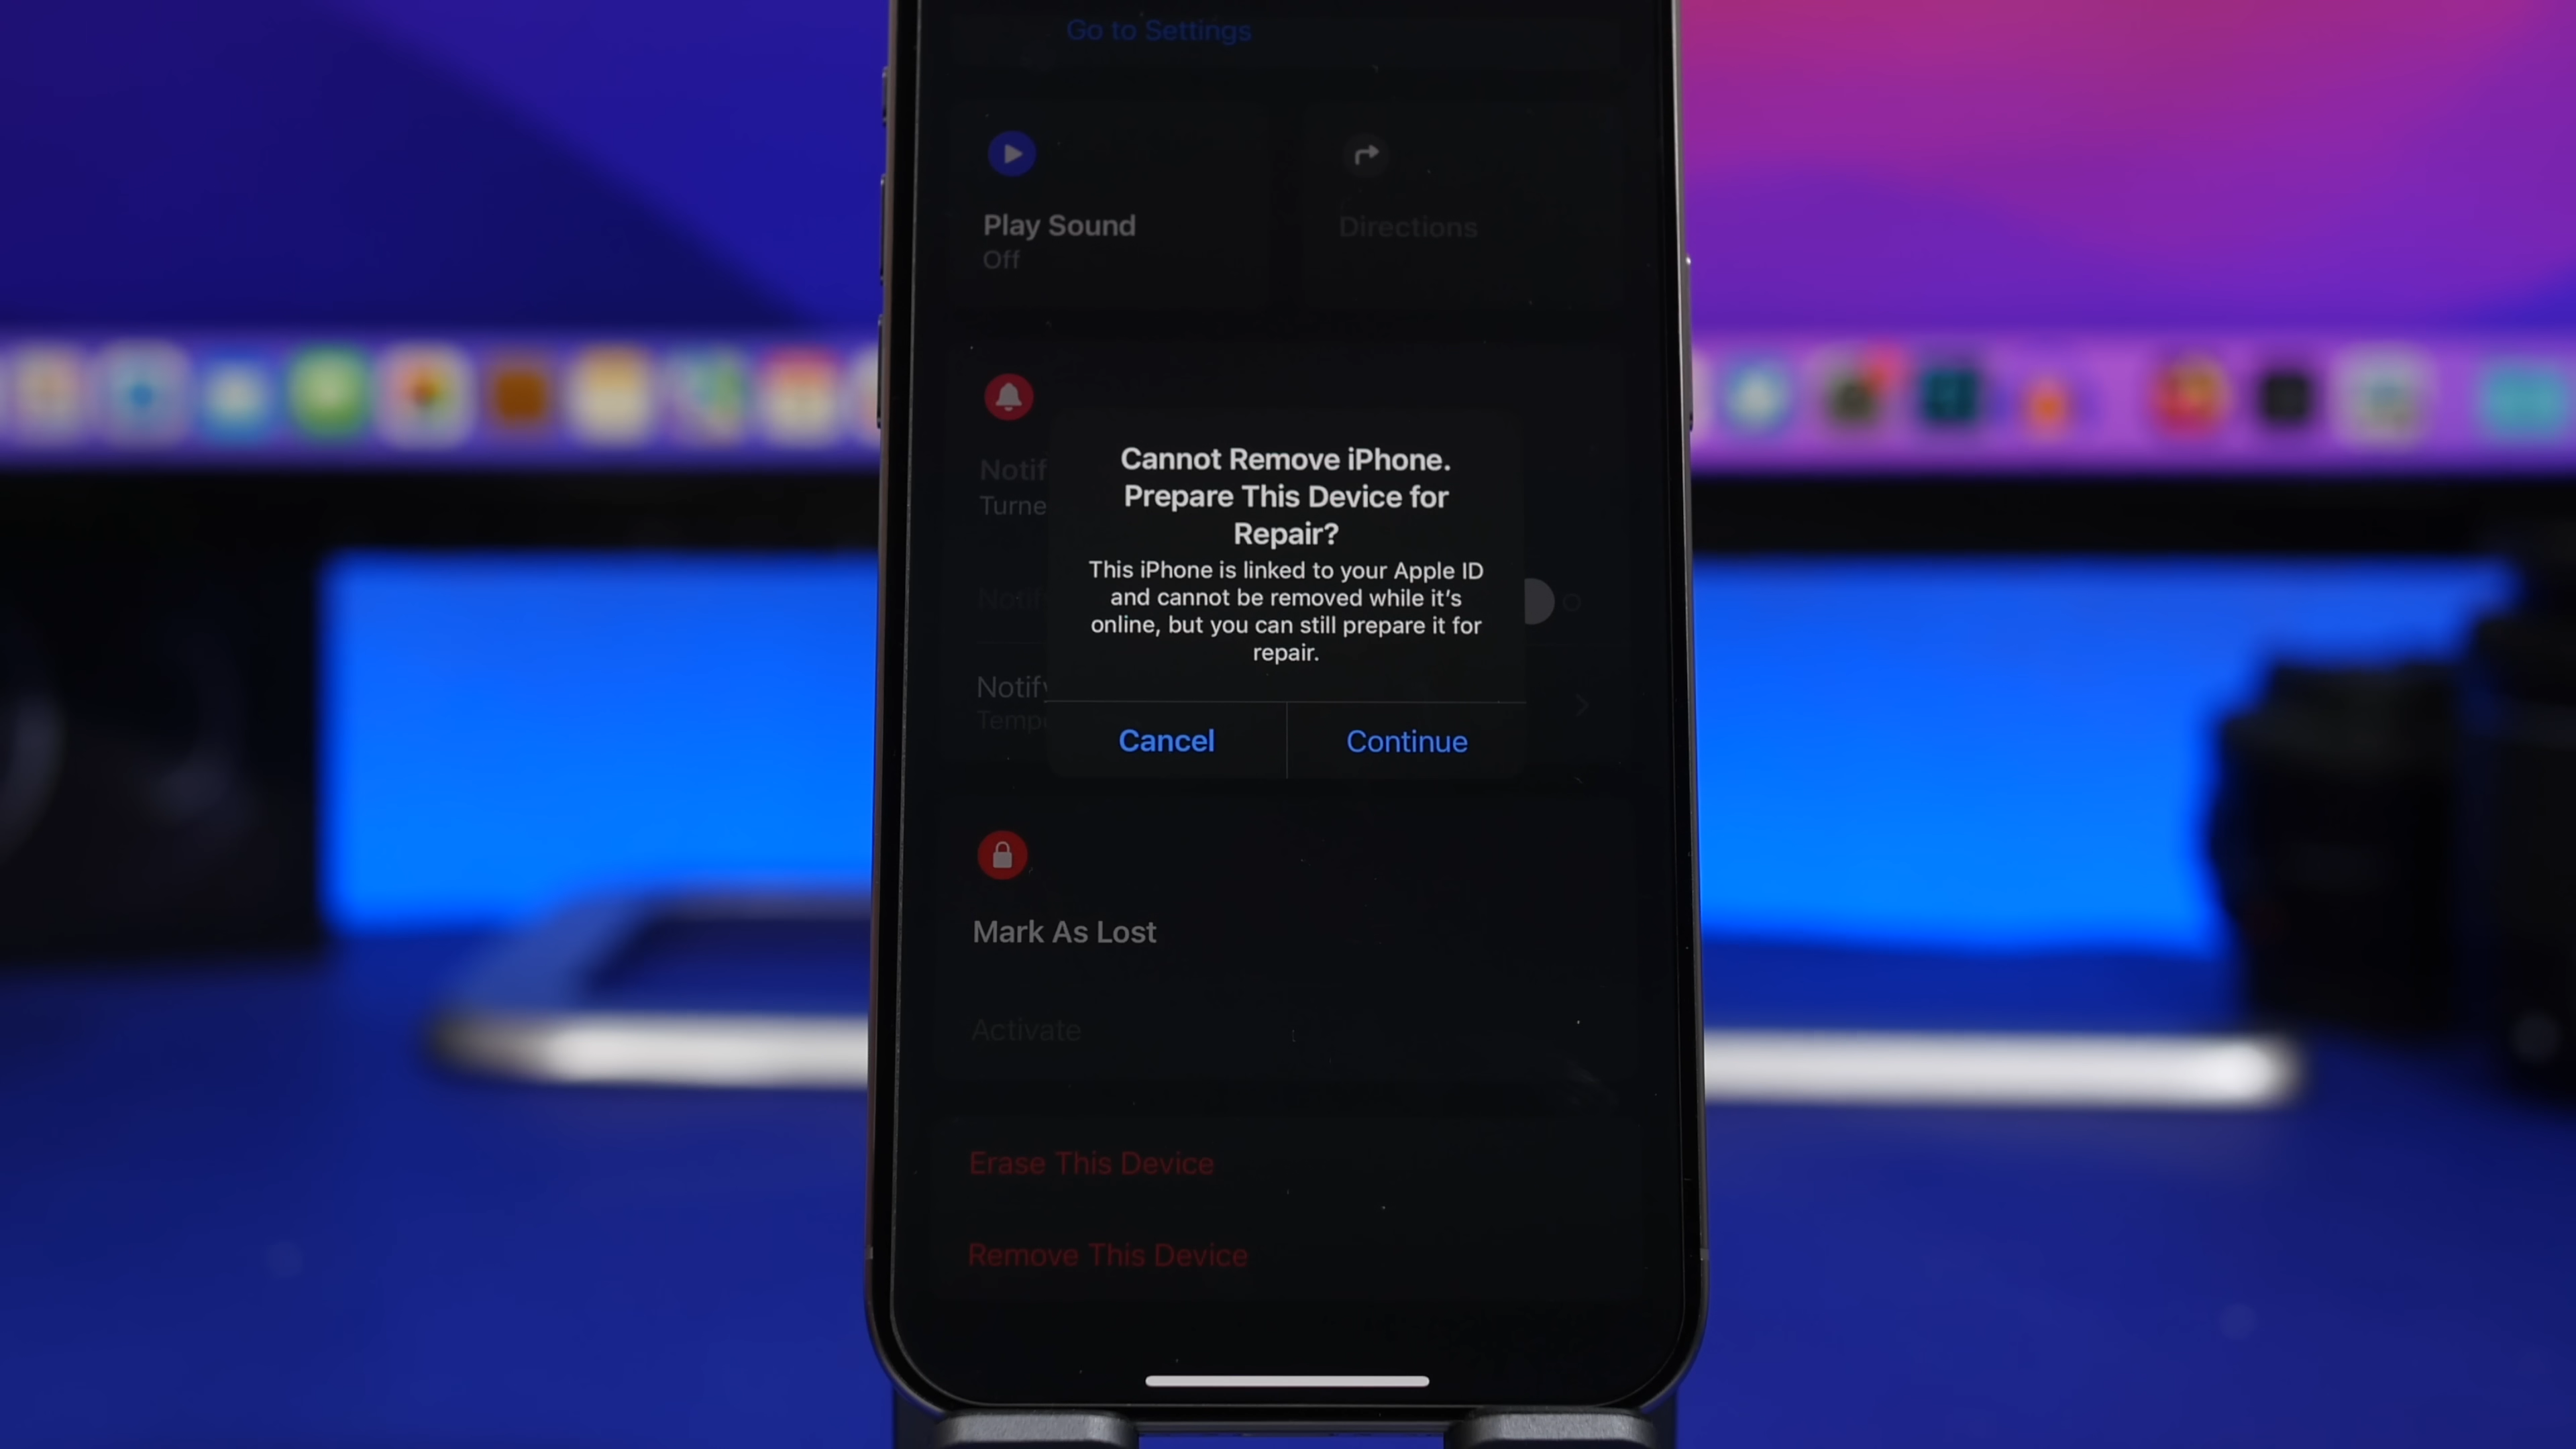 Go to Settings
Play Sound
Off
Directions
Notif
Turne
Cannot Remove iPhone.
Prepare This Device for
Repair?
This iPhone is linked to your Apple ID
and cannot be removed while it's
online, but you can still prepare it for
repair.
Notif
Notify
Temp
Cancel
Continue
Mark As Lost
Activate
Erase This Device
Remove This Device